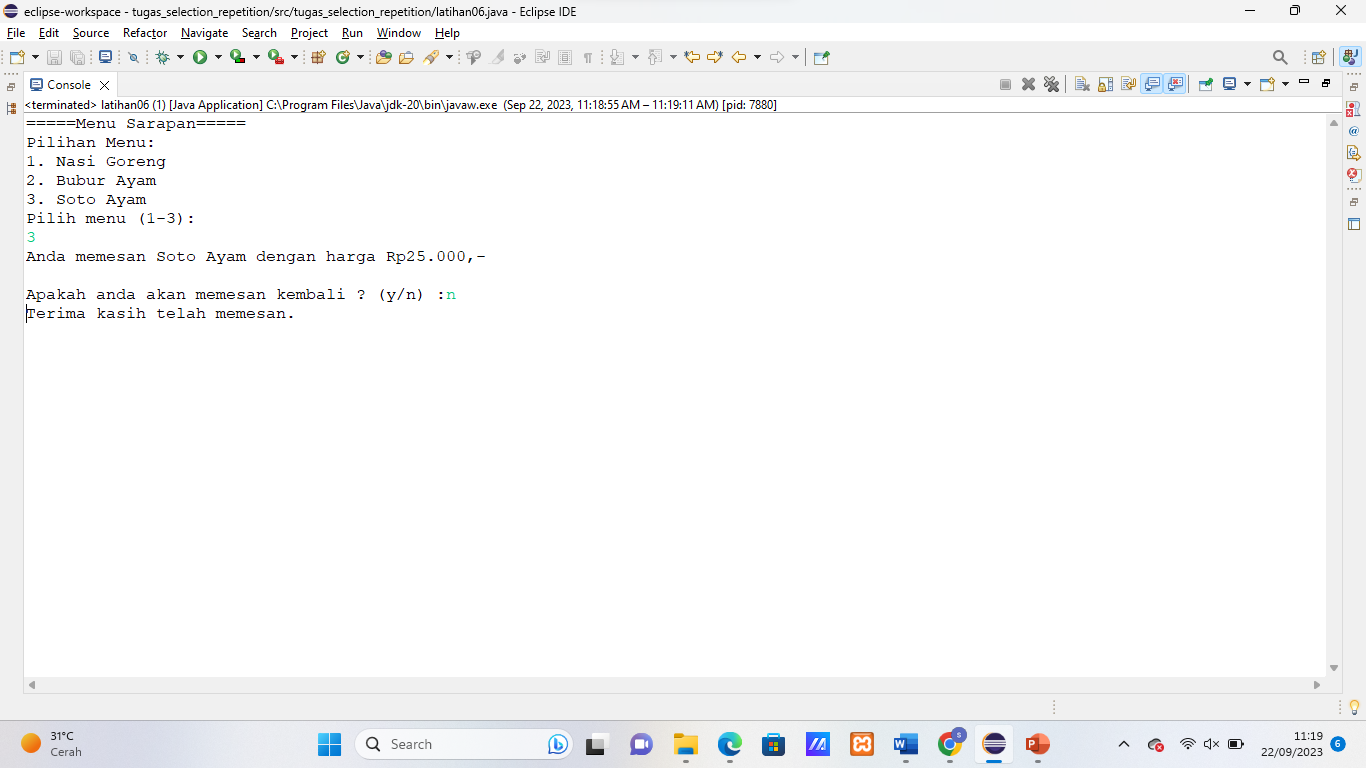 eclipse-workspace - tugas_selection_repetition/src/tugas_selection_repetition/latihan06.java - Eclipse IDE
File Edit Source Refactor Navigate Search Project Run Window Help
Console
<terminated> latihan06 (1) [Java Application] C:\Program Files\Java\jdk-20\bin\javaw.exe (Sep 22, 2023, 11:18:55 AM – 11:19:11 AM) [pid: 7880]
=====Menu Sarapan=====
Pilihan Menu:
1. Nasi Goreng
2. Bubur Ayam
3. Soto Ayam
Pilih menu (1-3):
3
Anda memesan Soto Ayam dengan harga Rp25.000,-
Apakah anda akan memesan kembali ? (y/n) :n
Terima kasih telah memesan.
31°C
Cerah
Search
11:19
22/09/2023
6